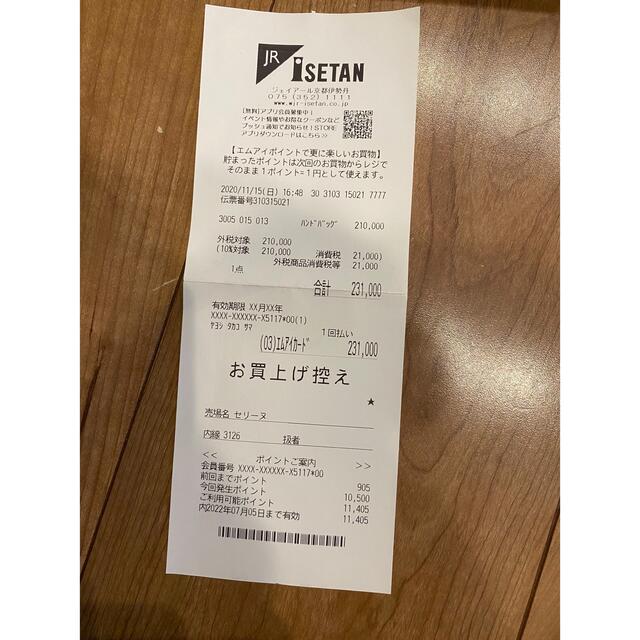 JR
ISETAN
ジェイアール京都伊勢丹
075(352)1111
www.wjr-isetan.co.jp
[無料]アプリ会員募集中！
イベント情報やお得なクーポンなど
プッシュ通知でお知らせ！STORE
アプリダウンロードはこちら>>
【エムアイポイントで更に楽しいお買物】
貯まったポイントは次回のお買物からレジで
そのまま1ポイント=1円として使えます。
2020/11/15(日) 16:48 30 3103 15021 7777
伝票番号310315021
3005 015 013 ﾊﾝﾄﾞﾊﾞｯｸﾞ 210,000
外税対象 210,000
(10%対象 210,000 消費税 21,000)
外税商品消費税等 21,000
1点
合計 231,000
有効期限 XX月XX年
XXXX-XXXXXX-X5117*00(1)
ﾔﾖｼ ﾀｶｺ ｻﾏ 1回払い
(03)ｴﾑｱｲｶｰﾄﾞ 231,000
お買上げ控え
★
売場名 セリーヌ
内線 3126 扱者
<< ポイントご案内 >>
会員番号 XXXX-XXXXXX-X5117*00
前回までポイント 905
今回発生ポイント 10,500
ご利用可能ポイント 11,405
内2022年07月05日まで有効 11,405